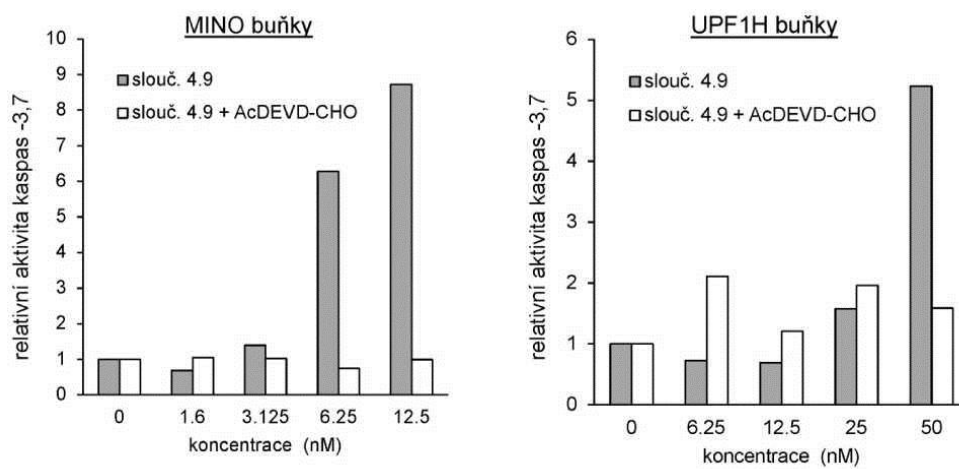 MINO buňky
relativní aktivita kaspas -3,7
10
9
8
7
6
5
4
3
2
1
0
slouč. 4.9
slouč. 4.9 + AcDEVD-CHO
0 1.6 3.125 6.25 12.5
koncentrace (nM)
UPF1H buňky
relativní aktivita kaspas -3,7
6
5
4
3
2
1
0
slouč. 4.9
slouč. 4.9 + AcDEVD-CHO
0 6.25 12.5 25 50
koncentrace (nM)